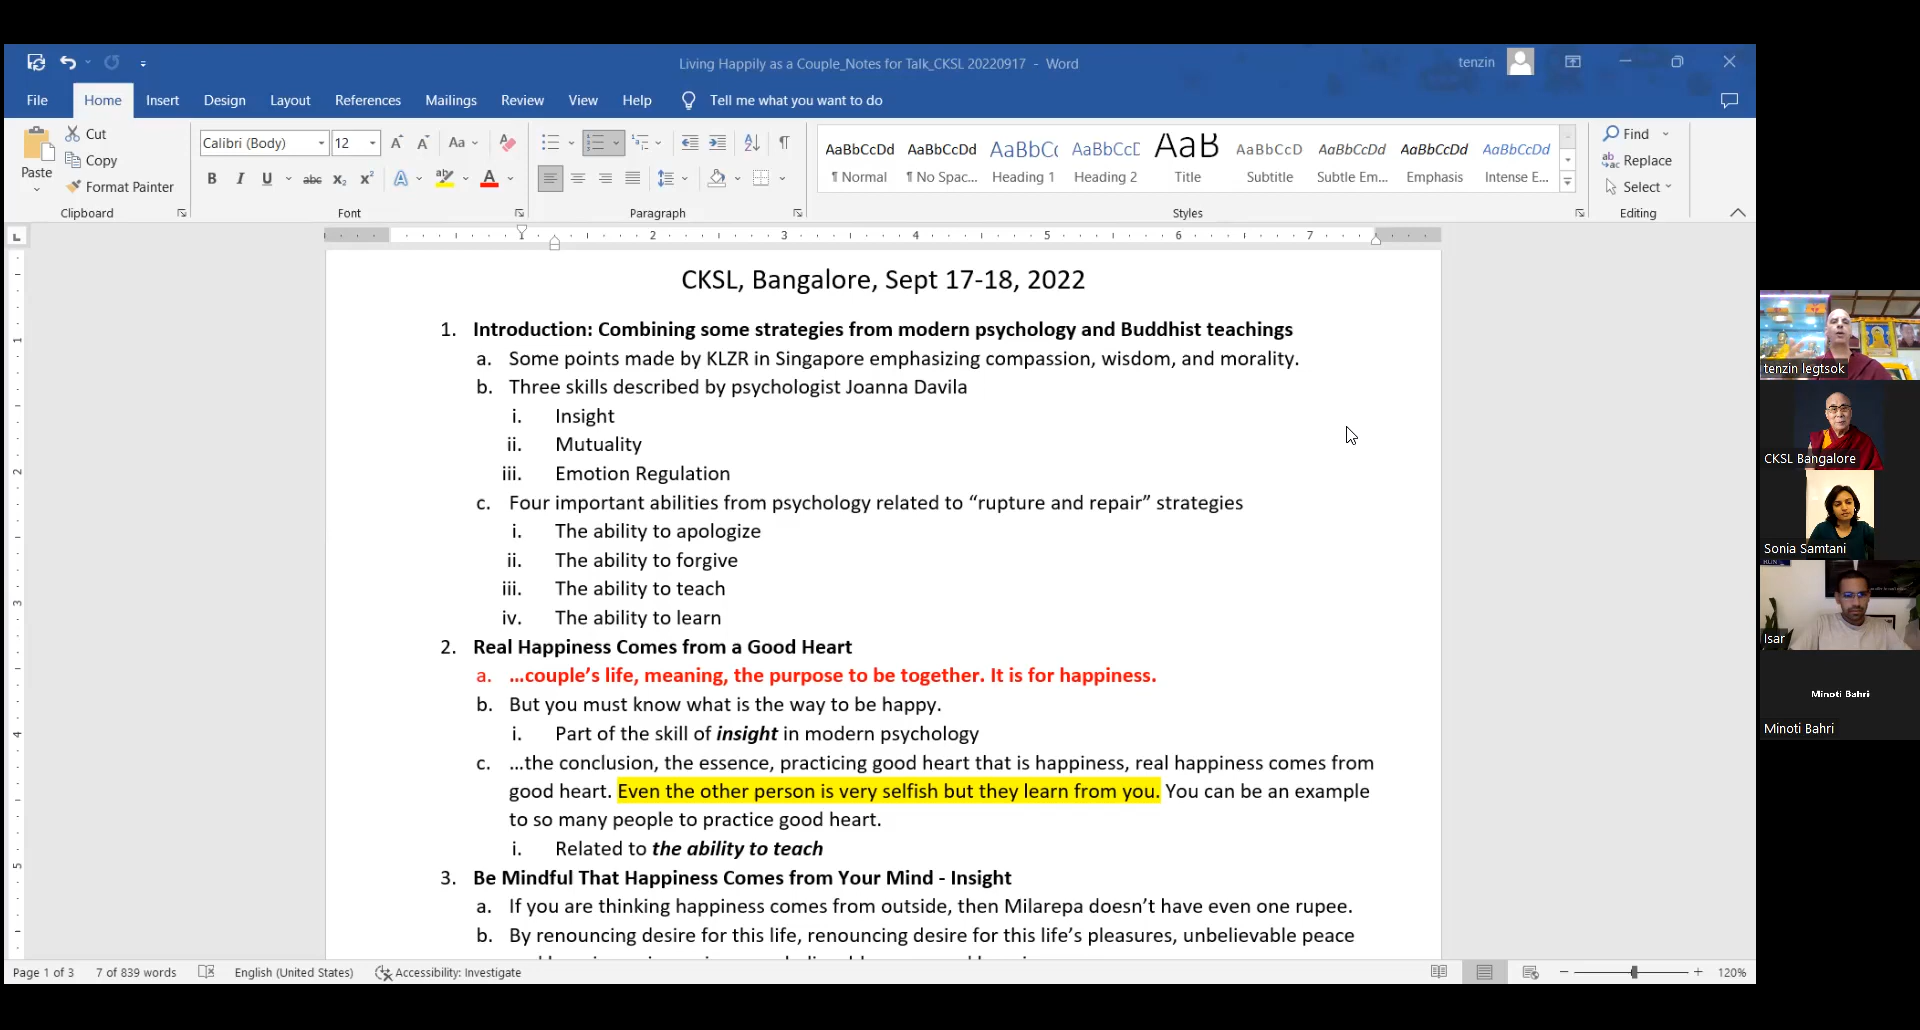 Living Happily as a Couple_Notes for Talk_CKSL 20220917 - Word
tenzin
File Home Insert Design Layout References Mailings Review View Help Tell me what you want to do
Paste
Cut
Copy
Format Painter
Clipboard
Calibri (Body) 12
Font
Paragraph
AaBbCcDd AaBbCcDd AaBbC( AaBbCcD AaB AaBbCcD AaBbCcDd AaBbCcDd AaBbCcDd
¶ Normal ¶ No Spac... Heading 1 Heading 2 Title Subtitle Subtle Em... Emphasis Intense E...
Styles
Find
Replace
Select
Editing
1 2 3 4 5 6 7
CKSL, Bangalore, Sept 17-18, 2022
1. Introduction: Combining some strategies from modern psychology and Buddhist teachings
a. Some points made by KLZR in Singapore emphasizing compassion, wisdom, and morality.
b. Three skills described by psychologist Joanna Davila
i. Insight
ii. Mutuality
iii. Emotion Regulation
c. Four important abilities from psychology related to “rupture and repair” strategies
i. The ability to apologize
ii. The ability to forgive
iii. The ability to teach
iv. The ability to learn
2. Real Happiness Comes from a Good Heart
a. …couple’s life, meaning, the purpose to be together. It is for happiness.
b. But you must know what is the way to be happy.
i. Part of the skill of insight in modern psychology
c. …the conclusion, the essence, practicing good heart that is happiness, real happiness comes from
good heart. Even the other person is very selfish but they learn from you. You can be an example
to so many people to practice good heart.
i. Related to the ability to teach
3. Be Mindful That Happiness Comes from Your Mind - Insight
a. If you are thinking happiness comes from outside, then Milarepa doesn’t have even one rupee.
b. By renouncing desire for this life, renouncing desire for this life’s pleasures, unbelievable peace
Page 1 of 3 7 of 839 words English (United States) Accessibility: Investigate 120%
tenzin legtsok
CKSL Bangalore
Sonia Samtani
Isar
Minoti Bahri
Minoti Bahri